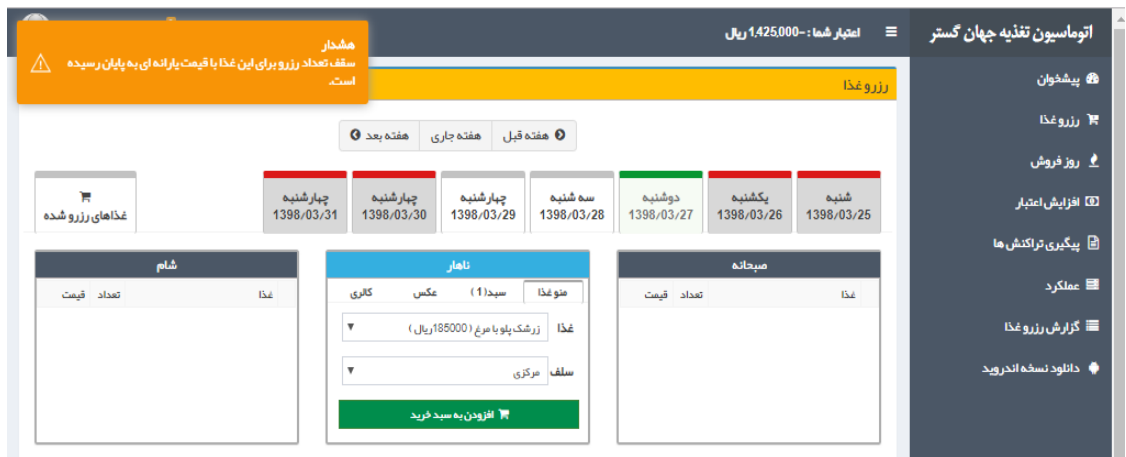 اتوماسیون تغذیه جهان گستر
پیشخوان
رزرو غذا
روز فروش
افزایش اعتبار
پیگیری تراکنش ها
عملکرد
گزارش رزرو غذا
دانلود نسخه اندروید
اعتبار شما : -1,425,000 ریال
هشدار
سقف تعداد رزرو برای این غذا با قیمت یارانه ای به پایان رسیده
است.
رزرو غذا
هفته قبل
هفته جاری
هفته بعد
شنبه
1398/03/25
یکشنبه
1398/03/26
دوشنبه
1398/03/27
سه شنبه
1398/03/28
چهارشنبه
1398/03/29
چهارشنبه
1398/03/30
چهارشنبه
1398/03/31
غذاهای رزرو شده
صبحانه
غذا تعداد قیمت
ناهار
منو غذا سبد(1) عکس کالری
غذا زرشک پلو با مرغ (185000ریال)
سلف مرکزی
افزودن به سبد خرید
شام
غذا تعداد قیمت